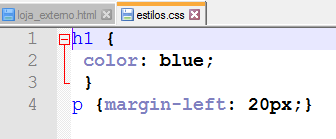 loja_externo.html estilos.css
1 h1 {
2 color: blue;
3 }
4 p {margin-left: 20px;}